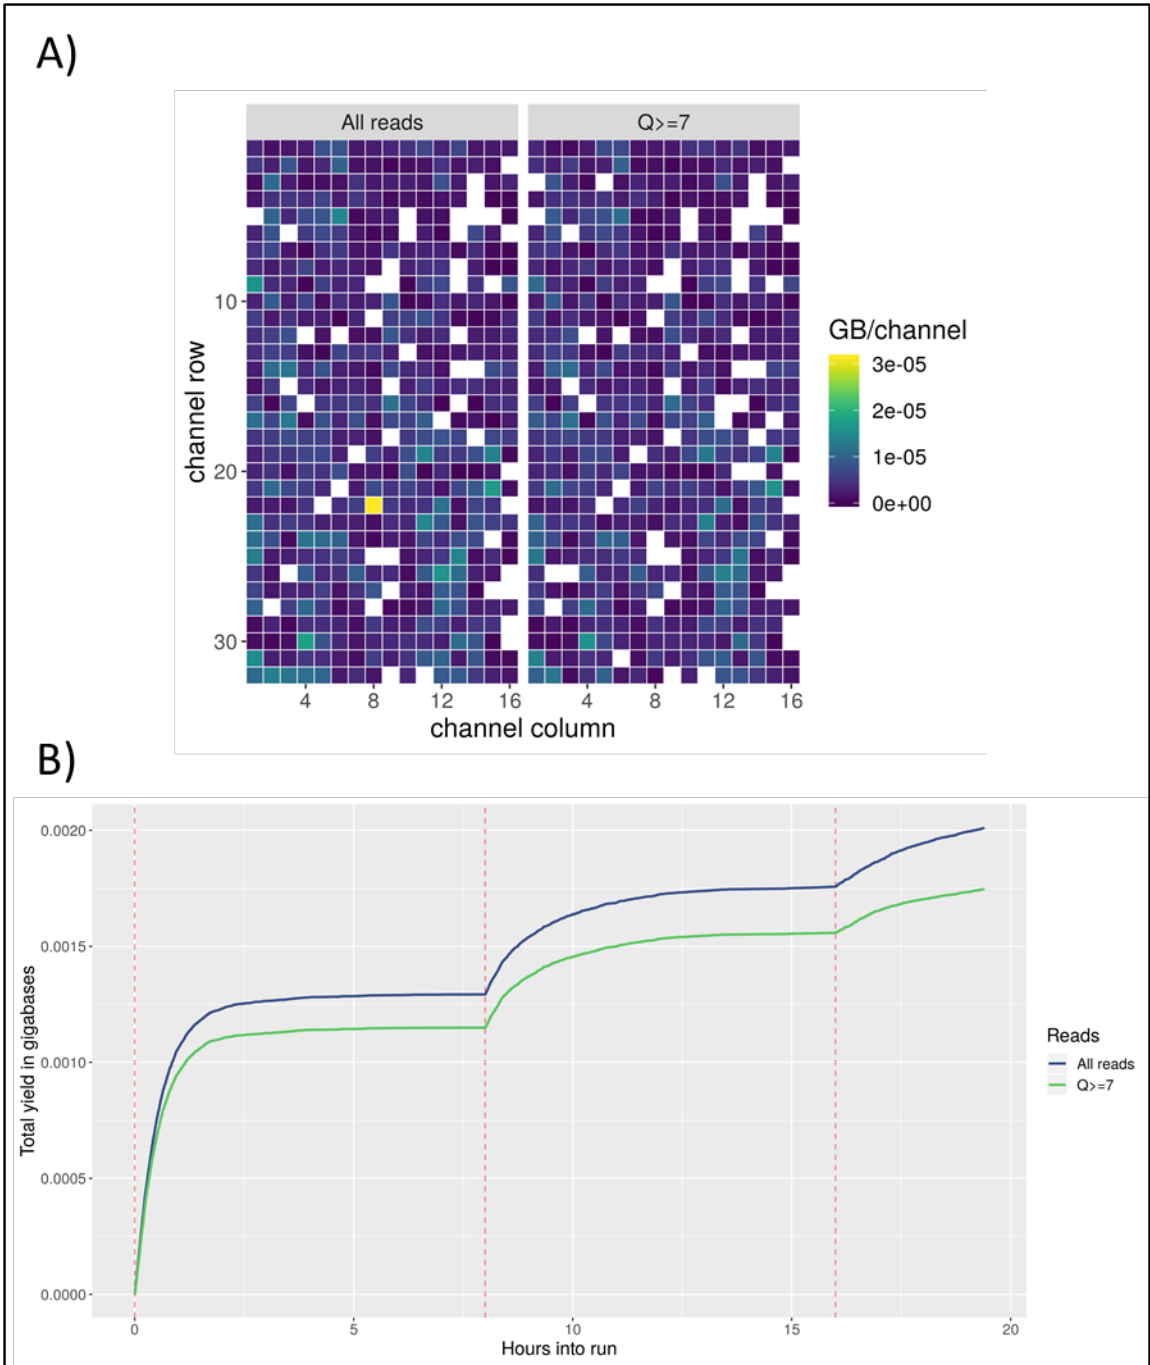 A)
All reads
Q>=7
10
20
30
channel row
4
8
12
16
4
8
12
16
channel column
GB/channel
3e-05
2e-05
1e-05
0e+00
B)
0.0020
0.0015
0.0010
0.0005
0.0000
Total yield in gigabases
0
5
10
15
20
Hours into run
Reads
All reads
Q>=7